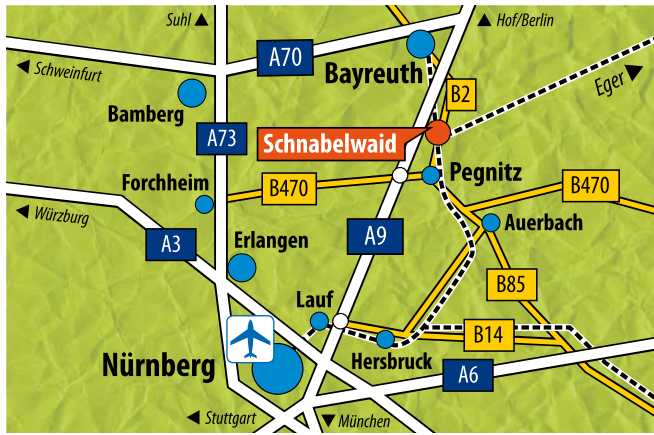 Suhl
Hof/Berlin
A70
Schweinfurt
Bayreuth
Eger
B2
Bamberg
A73
Schnabelwaid
Pegnitz
Forchheim
B470
B470
Würzburg
Auerbach
A3
Erlangen
A9
B85
Lauf
B14
Nürnberg
Hersbruck
A6
Stuttgart
München